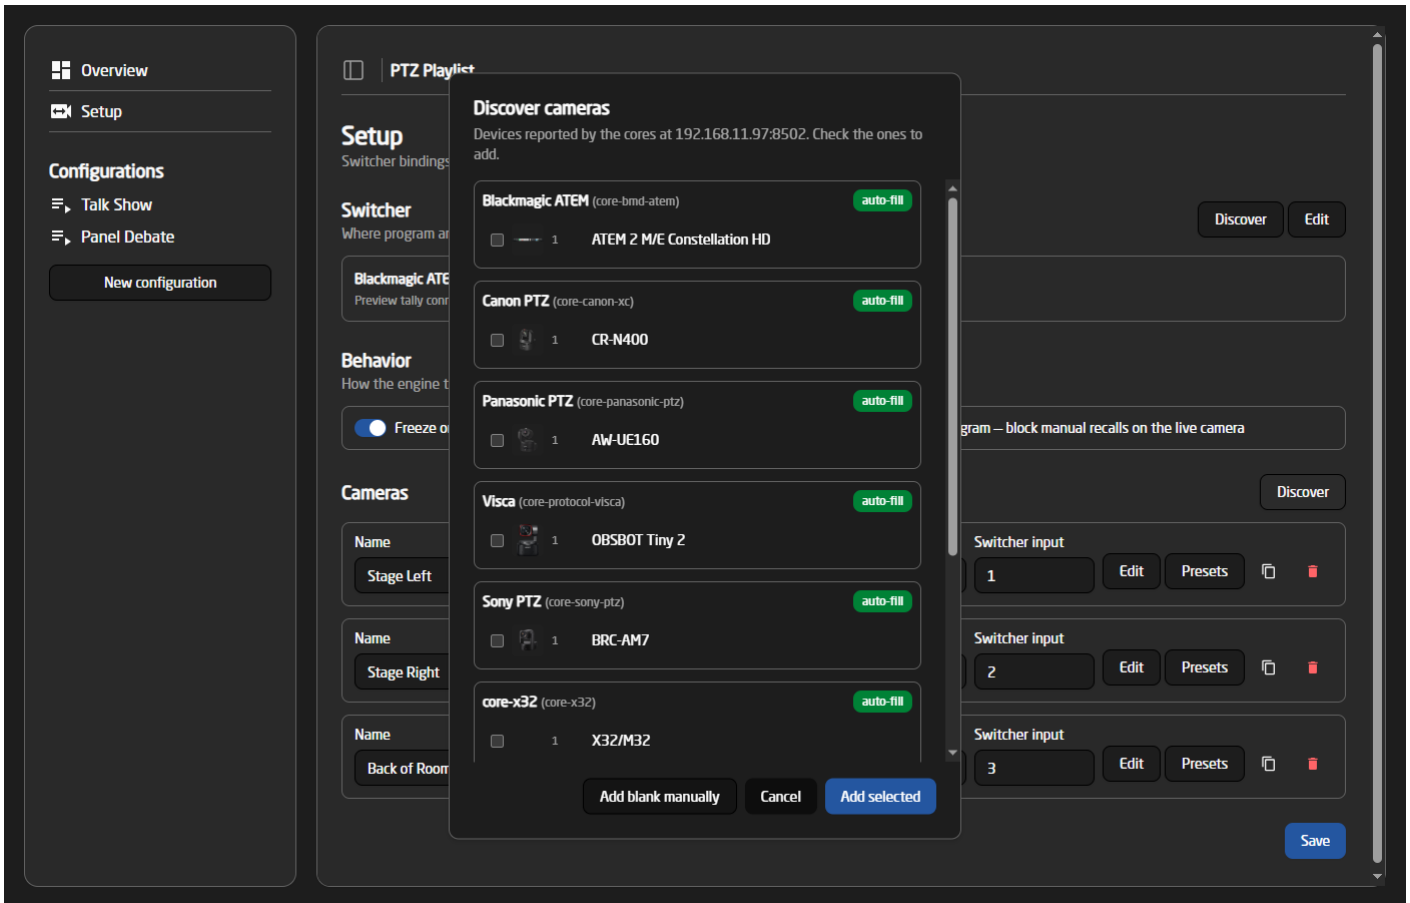 Overview
Setup
Configurations
Talk Show
Panel Debate
New configuration
PTZ Playlist
Setup
Switcher bindings
Switcher
Where program ar
Discover
Edit
Blackmagic ATE
Preview tally conr
Behavior
How the engine t
Freeze or
gram — block manual recalls on the live camera
Cameras
Discover
Name
Stage Left
Switcher input
1
Edit
Presets
Name
Stage Right
Switcher input
2
Edit
Presets
Name
Back of Room
Switcher input
3
Edit
Presets
Save
Discover cameras
Devices reported by the cores at 192.168.11.97:8502. Check the ones to
add.
Blackmagic ATEM (core-bmd-atem)
auto-fill
1 ATEM 2 M/E Constellation HD
Canon PTZ (core-canon-xc)
auto-fill
1 CR-N400
Panasonic PTZ (core-panasonic-ptz)
auto-fill
1 AW-UE160
Visca (core-protocol-visca)
auto-fill
1 OBSBOT Tiny 2
Sony PTZ (core-sony-ptz)
auto-fill
1 BRC-AM7
core-x32 (core-x32)
auto-fill
1 X32/M32
Add blank manually
Cancel
Add selected